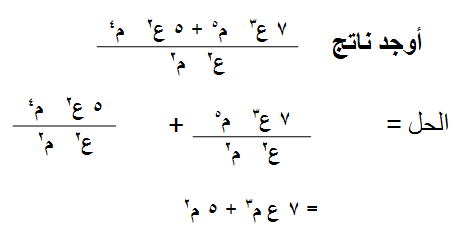 أوجد ناتج ٧ ع٣ م٥ + ٥ ع٢ م٤
ع٢ م٢
الحل = ٧ ع٣ م٥ + ٥ ع٢ م٤
ع٢ م٢ ع٢ م٢
= ٧ ع م٣ + ٥ م٢